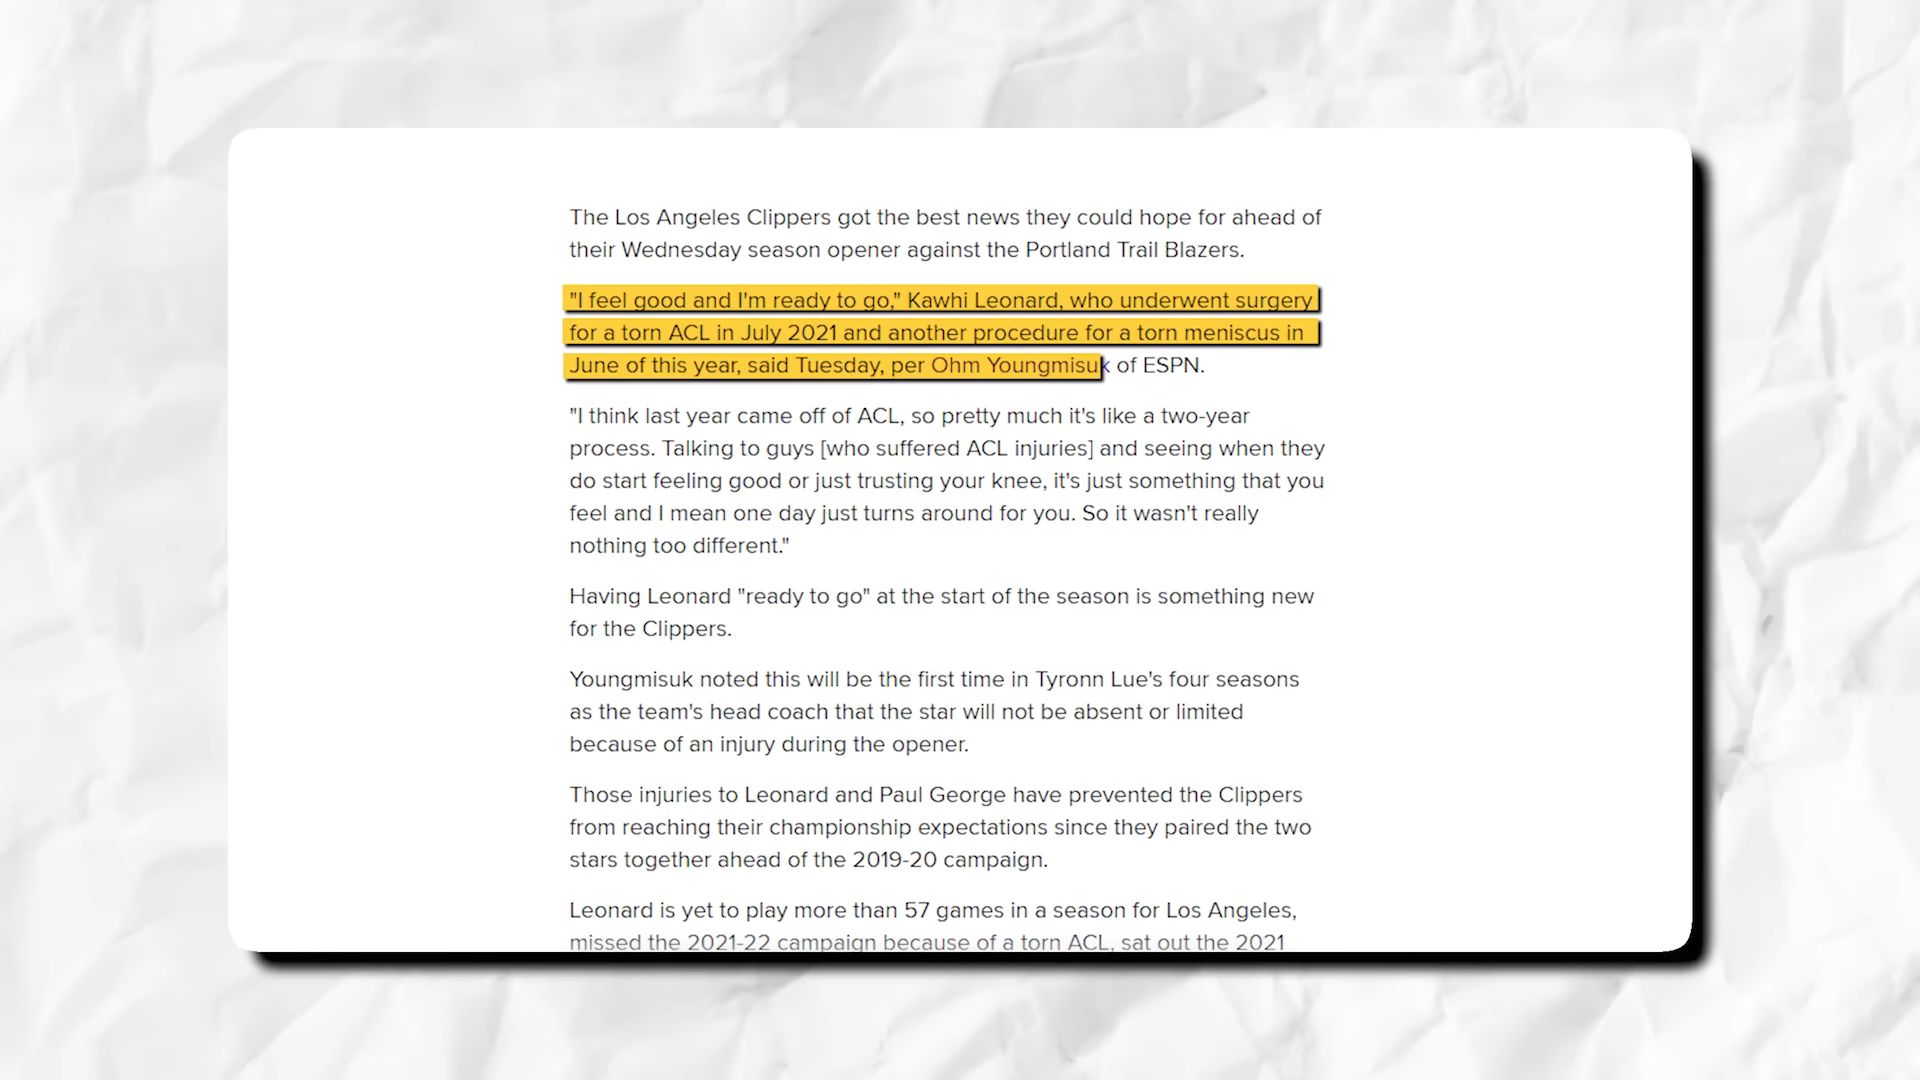 The Los Angeles Clippers got the best news they could hope for ahead of
their Wednesday season opener against the Portland Trail Blazers.
"I feel good and I'm ready to go," Kawhi Leonard, who underwent surgery
for a torn ACL in July 2021 and another procedure for a torn meniscus in
June of this year, said Tuesday, per Ohm Youngmisuk of ESPN.
"I think last year came off of ACL, so pretty much it's like a two-year
process. Talking to guys [who suffered ACL injuries] and seeing when they
do start feeling good or just trusting your knee, it's just something that you
feel and I mean one day just turns around for you. So it wasn't really
nothing too different."
Having Leonard "ready to go" at the start of the season is something new
for the Clippers.
Youngmisuk noted this will be the first time in Tyronn Lue's four seasons
as the team's head coach that the star will not be absent or limited
because of an injury during the opener.
Those injuries to Leonard and Paul George have prevented the Clippers
from reaching their championship expectations since they paired the two
stars together ahead of the 2019-20 campaign.
Leonard is yet to play more than 57 games in a season for Los Angeles,
missed the 2021-22 campaign because of a torn ACL, sat out the 2021